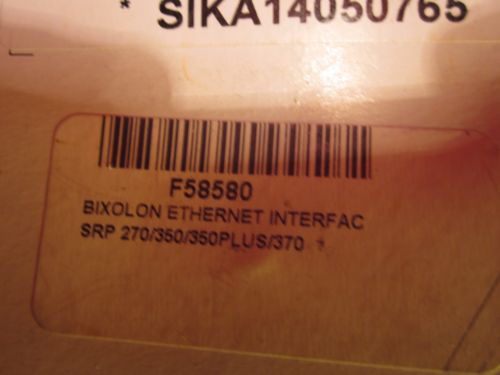 * SIKA14050765
F58580
BIXOLON ETHERNET INTERFAC
SRP 270/350/350PLUS/370